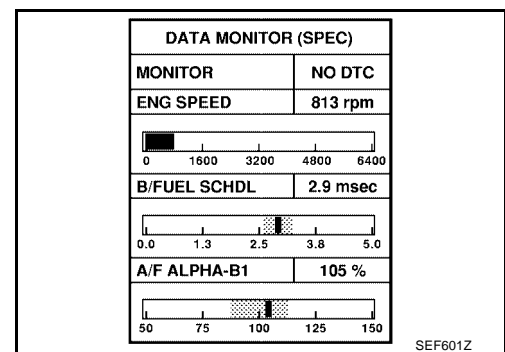 DATA MONITOR (SPEC)
MONITOR NO DTC
ENG SPEED 813 rpm
0 1600 3200 4800 6400
B/FUEL SCHDL 2.9 msec
0.0 1.3 2.5 3.8 5.0
A/F ALPHA-B1 105 %
50 75 100 125 150
SEF601Z